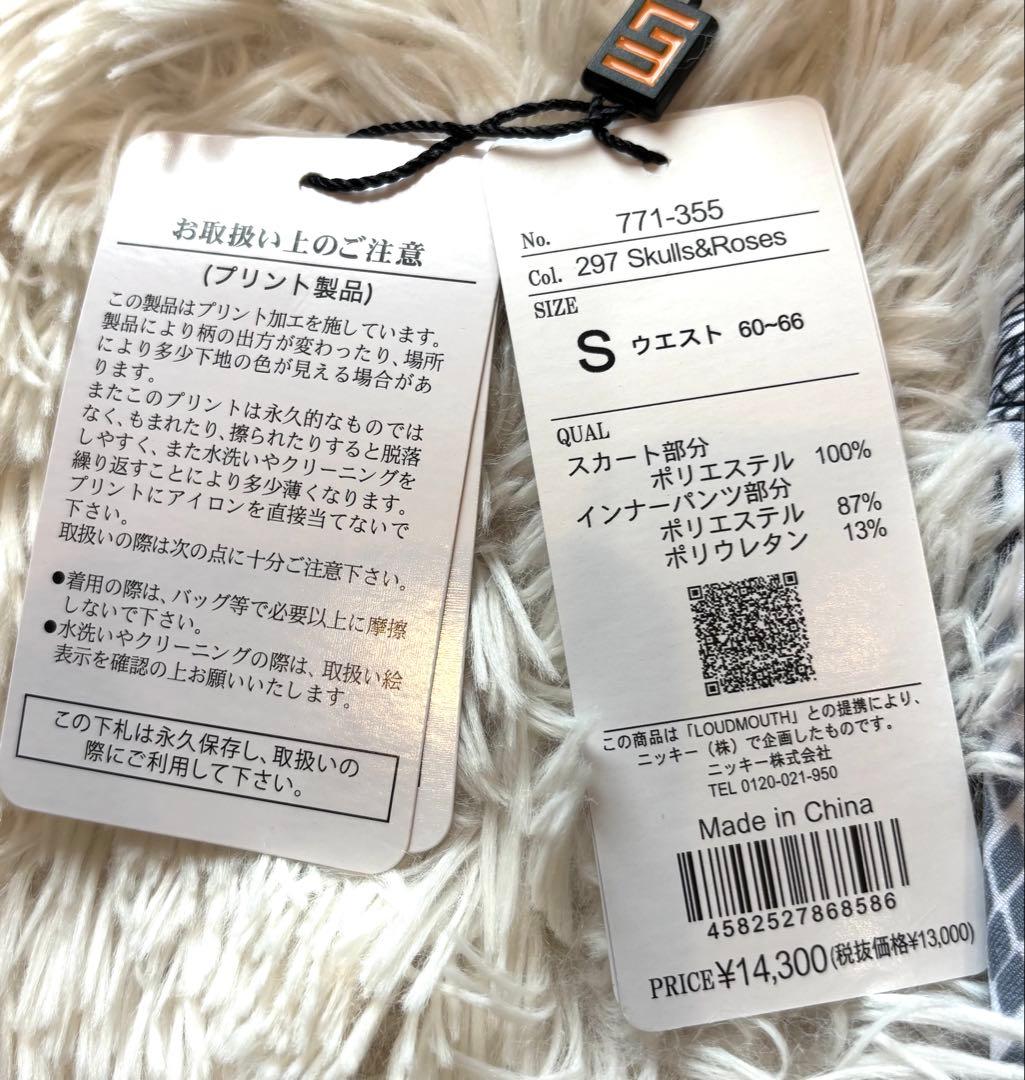 お取扱い上のご注意
(プリント製品)
この製品はプリント加工を施しています。
製品により柄の出方が変わったり、場所
により多少下地の色が見える場合があ
ります。
またこのプリントは永久的なものでは
なく、もまれたり、擦られたりすると脱落
しやすく、また水洗いやクリーニングを
繰り返すことにより多少薄くなります。
プリントにアイロンを直接当てないで
下さい。
取扱いの際は次の点に十分ご注意下さい。
●着用の際は、バッグ等で必要以上に摩擦
しないで下さい。
●水洗いやクリーニングの際は、取扱い絵
表示を確認の上お願いいたします。
この下札は永久保存し、取扱いの
際にご利用して下さい。
No. 771-355
Col. 297 Skulls&Roses
SIZE
S ウエスト 60~66
QUAL
スカート部分
ポリエステル 100%
インナーパンツ部分
ポリエステル 87%
ポリウレタン 13%
この商品は「LOUDMOUTH」との提携により、
ニッキー（株）で企画したものです。
ニッキー株式会社
TEL 0120-021-950
Made in China
4582527868586
PRICE ¥14,300(税抜価格¥13,000)